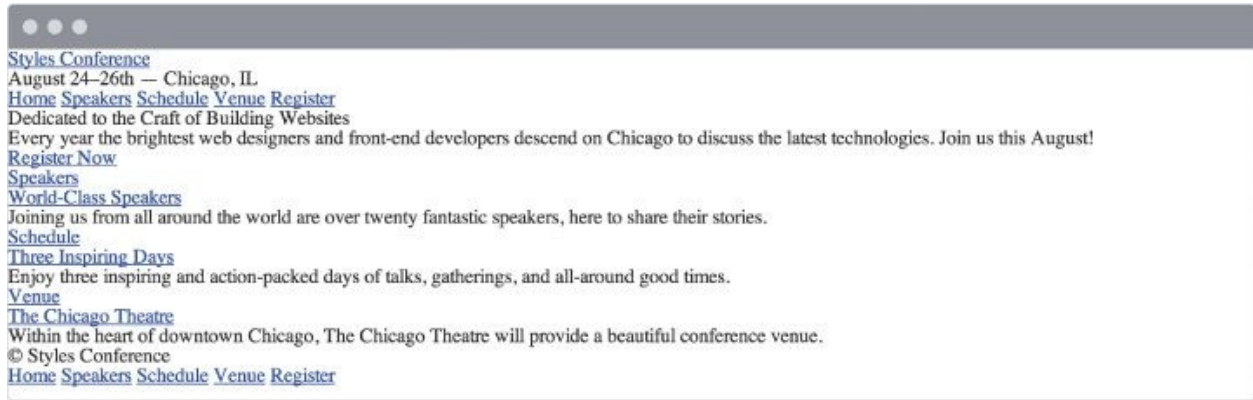 Styles Conference
August 24–26th — Chicago, IL
Home Speakers Schedule Venue Register
Dedicated to the Craft of Building Websites
Every year the brightest web designers and front-end developers descend on Chicago to discuss the latest technologies. Join us this August!
Register Now
Speakers
World-Class Speakers
Joining us from all around the world are over twenty fantastic speakers, here to share their stories.
Schedule
Three Inspiring Days
Enjoy three inspiring and action-packed days of talks, gatherings, and all-around good times.
Venue
The Chicago Theatre
Within the heart of downtown Chicago, The Chicago Theatre will provide a beautiful conference venue.
© Styles Conference
Home Speakers Schedule Venue Register